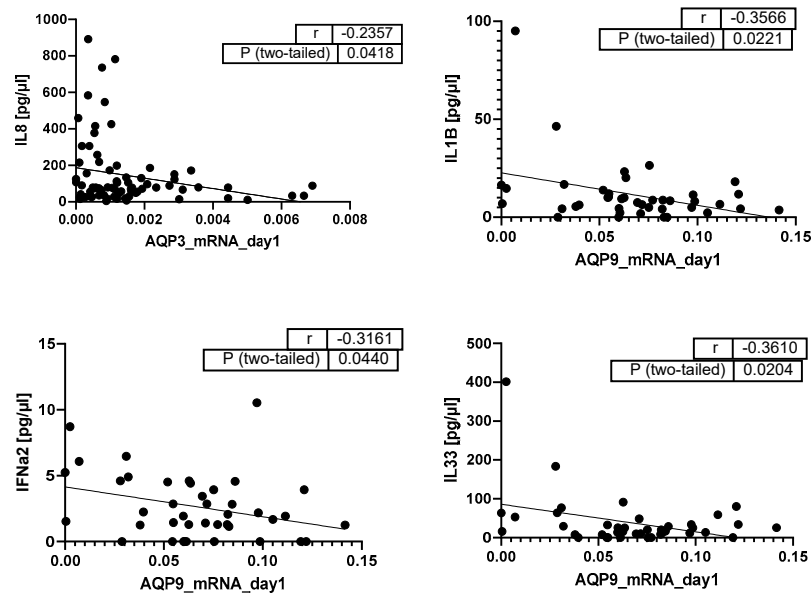 r -0.2357
P (two-tailed) 0.0418
1000
800
600
400
200
0
IL8 [pg/µl]
0.000 0.002 0.004 0.006 0.008
AQP3_mRNA_day1
r -0.3566
P (two-tailed) 0.0221
100
50
0
IL1B [pg/µl]
0.00 0.05 0.10 0.15
AQP9_mRNA_day1
r -0.3161
P (two-tailed) 0.0440
15
10
5
0
IFNa2 [pg/µl]
0.00 0.05 0.10 0.15
AQP9_mRNA_day1
r -0.3610
P (two-tailed) 0.0204
500
400
300
200
100
0
IL33 [pg/µl]
0.00 0.05 0.10 0.15
AQP9_mRNA_day1